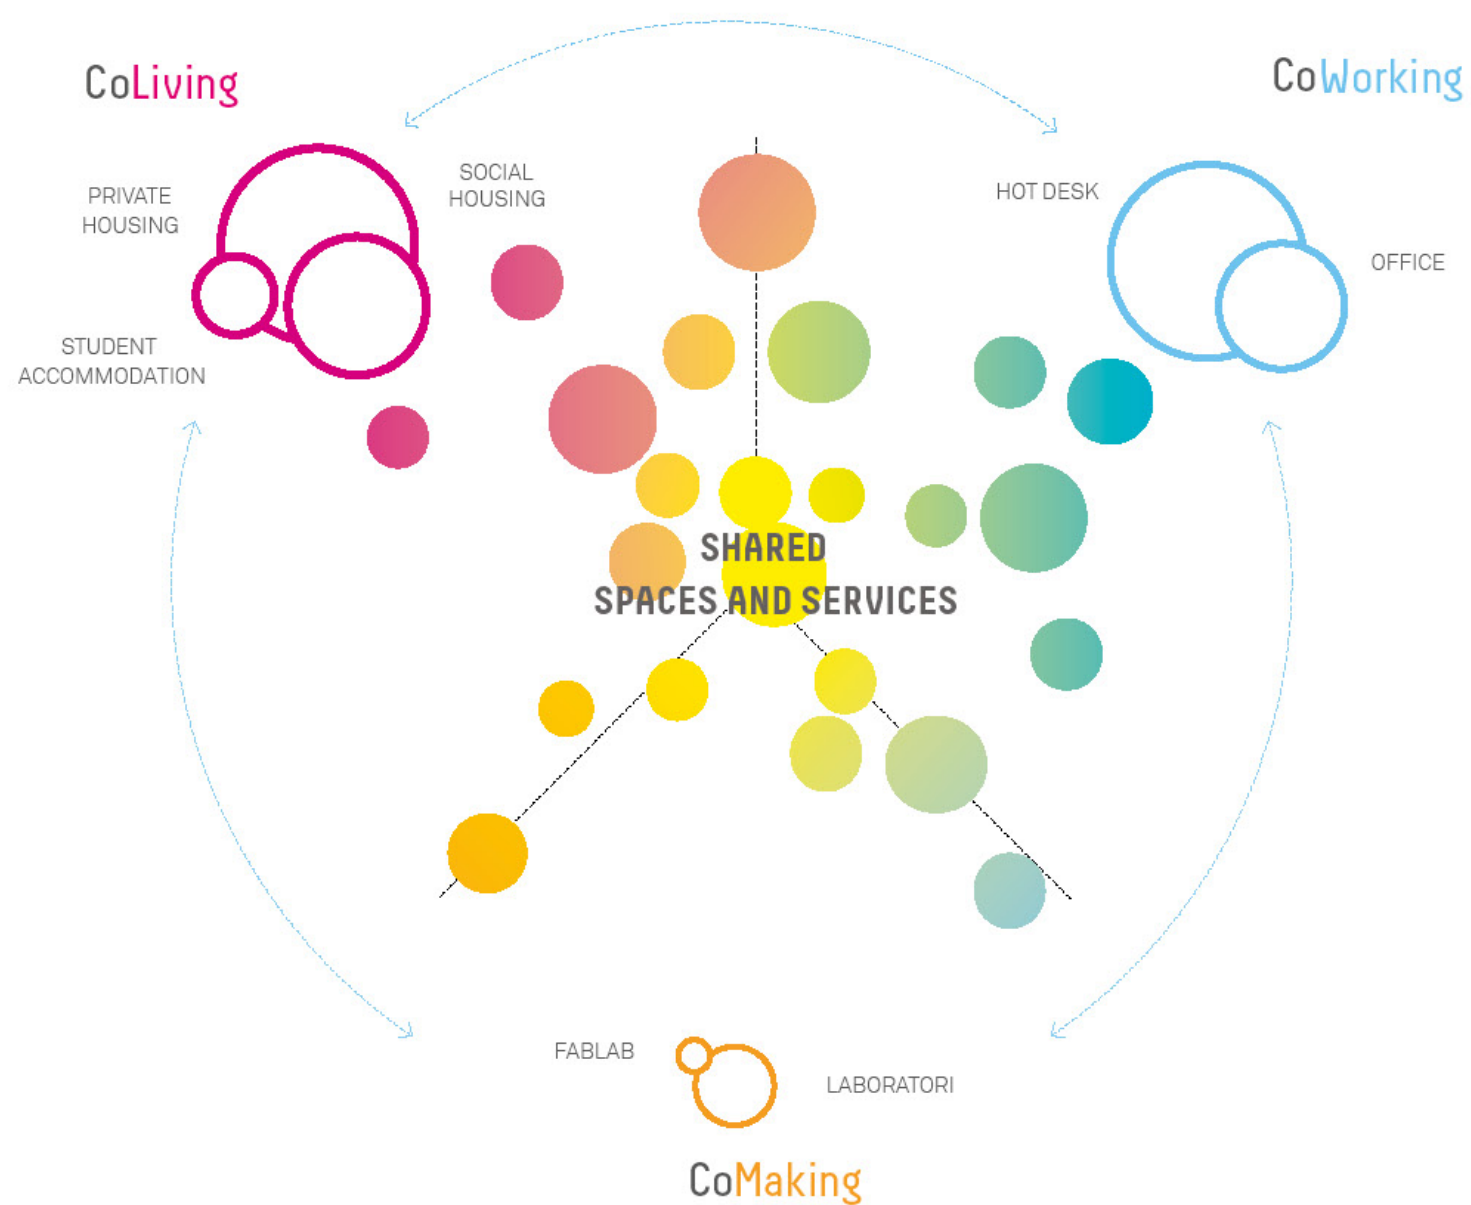 CoLiving
CoWorking
PRIVATE
HOUSING
SOCIAL
HOUSING
HOT DESK
OFFICE
STUDENT
ACCOMMODATION
SHARED
SPACES AND SERVICES
FABLAB
LABORATORI
CoMaking